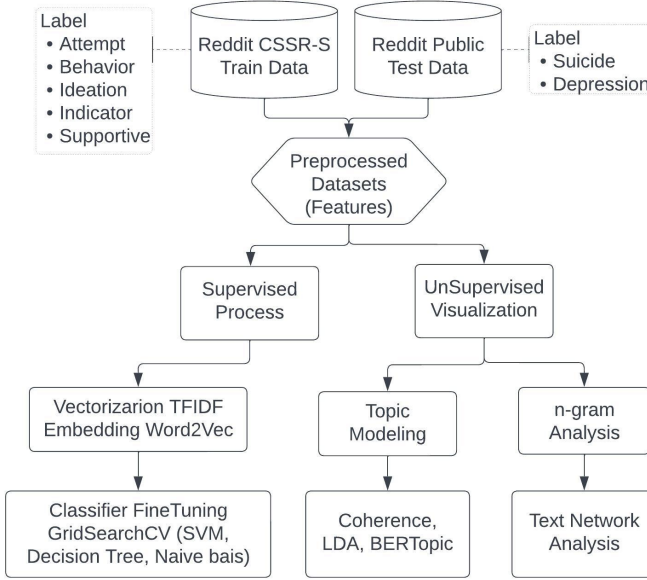 Label
• Attempt
• Behavior
• Ideation
• Indicator
• Supportive
Reddit CSSR-S
Train Data
Reddit Public
Test Data
Label
• Suicide
• Depression
Preprocessed
Datasets
(Features)
Supervised
Process
UnSupervised
Visualization
Vectorizarion TFIDF
Embedding Word2Vec
Topic
Modeling
n-gram
Analysis
Classifier FineTuning
GridSearchCV (SVM,
Decision Tree, Naive bais)
Coherence,
LDA, BERTopic
Text Network
Analysis